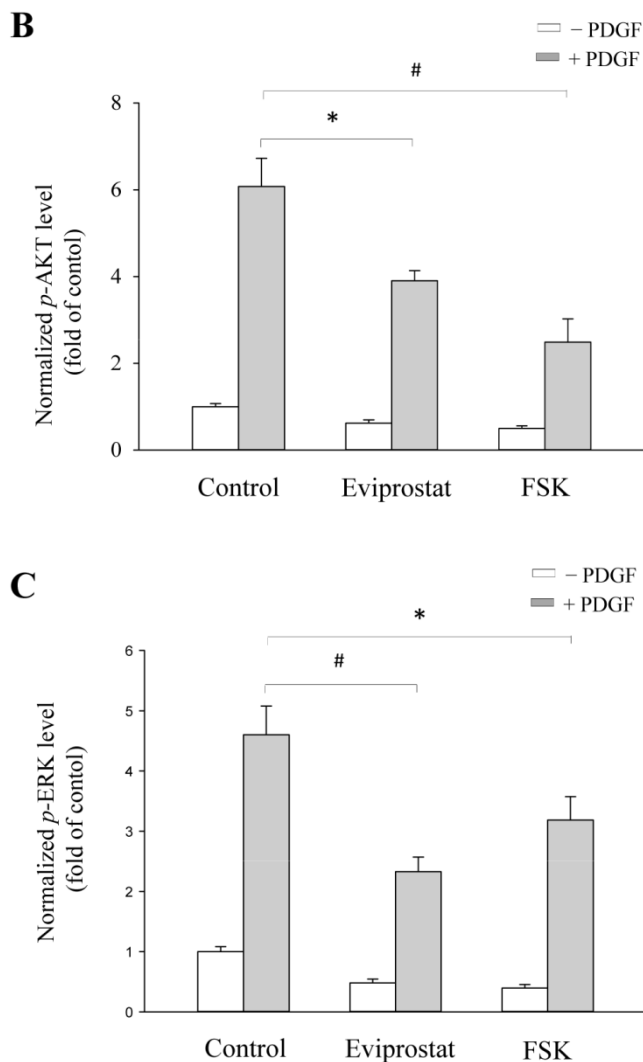 B
– PDGF
+ PDGF
#
*
8
6
4
2
0
Normalized p-AKT level
(fold of contol)
Control Eviprostat FSK
C
– PDGF
+ PDGF
*
#
6
5
4
3
2
1
0
Normalized p-ERK level
(fold of contol)
Control Eviprostat FSK